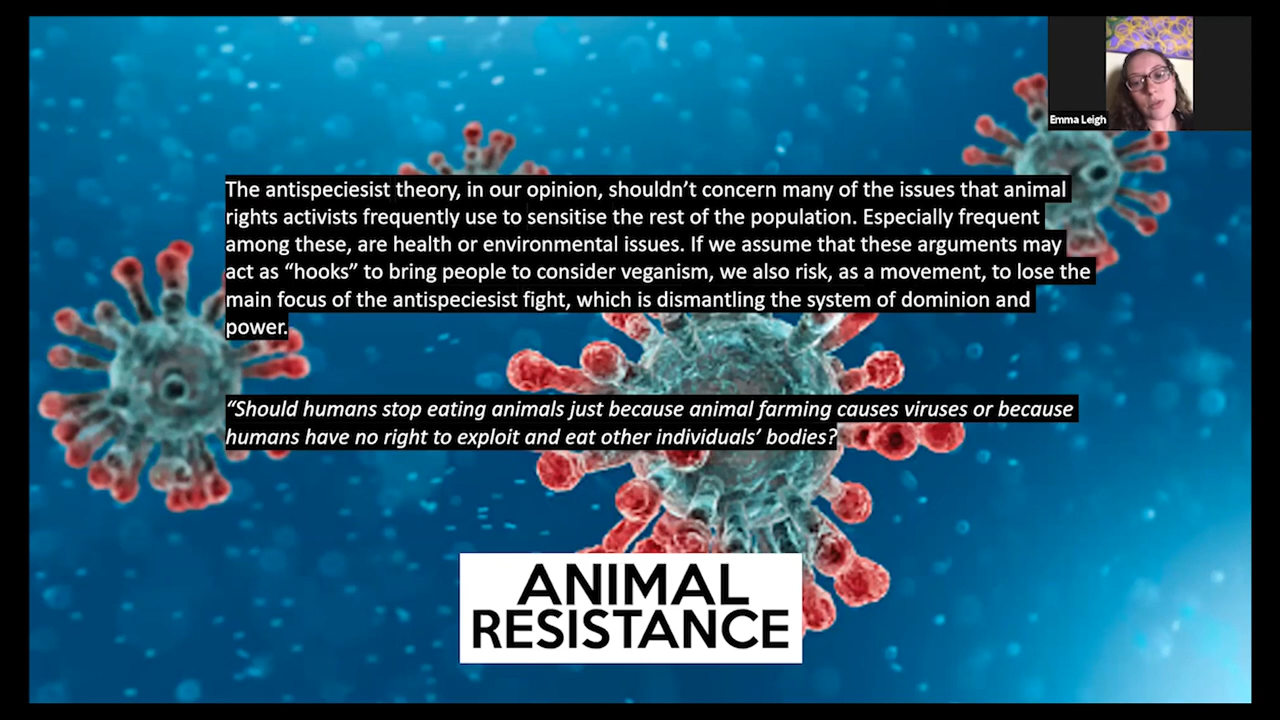 Emma Leigh
The antispeciesist theory, in our opinion, shouldn’t concern many of the issues that animal
rights activists frequently use to sensitise the rest of the population. Especially frequent
among these, are health or environmental issues. If we assume that these arguments may
act as “hooks” to bring people to consider veganism, we also risk, as a movement, to lose the
main focus of the antispeciesist fight, which is dismantling the system of dominion and
power.
“Should humans stop eating animals just because animal farming causes viruses or because
humans have no right to exploit and eat other individuals’ bodies?
ANIMAL
RESISTANCE